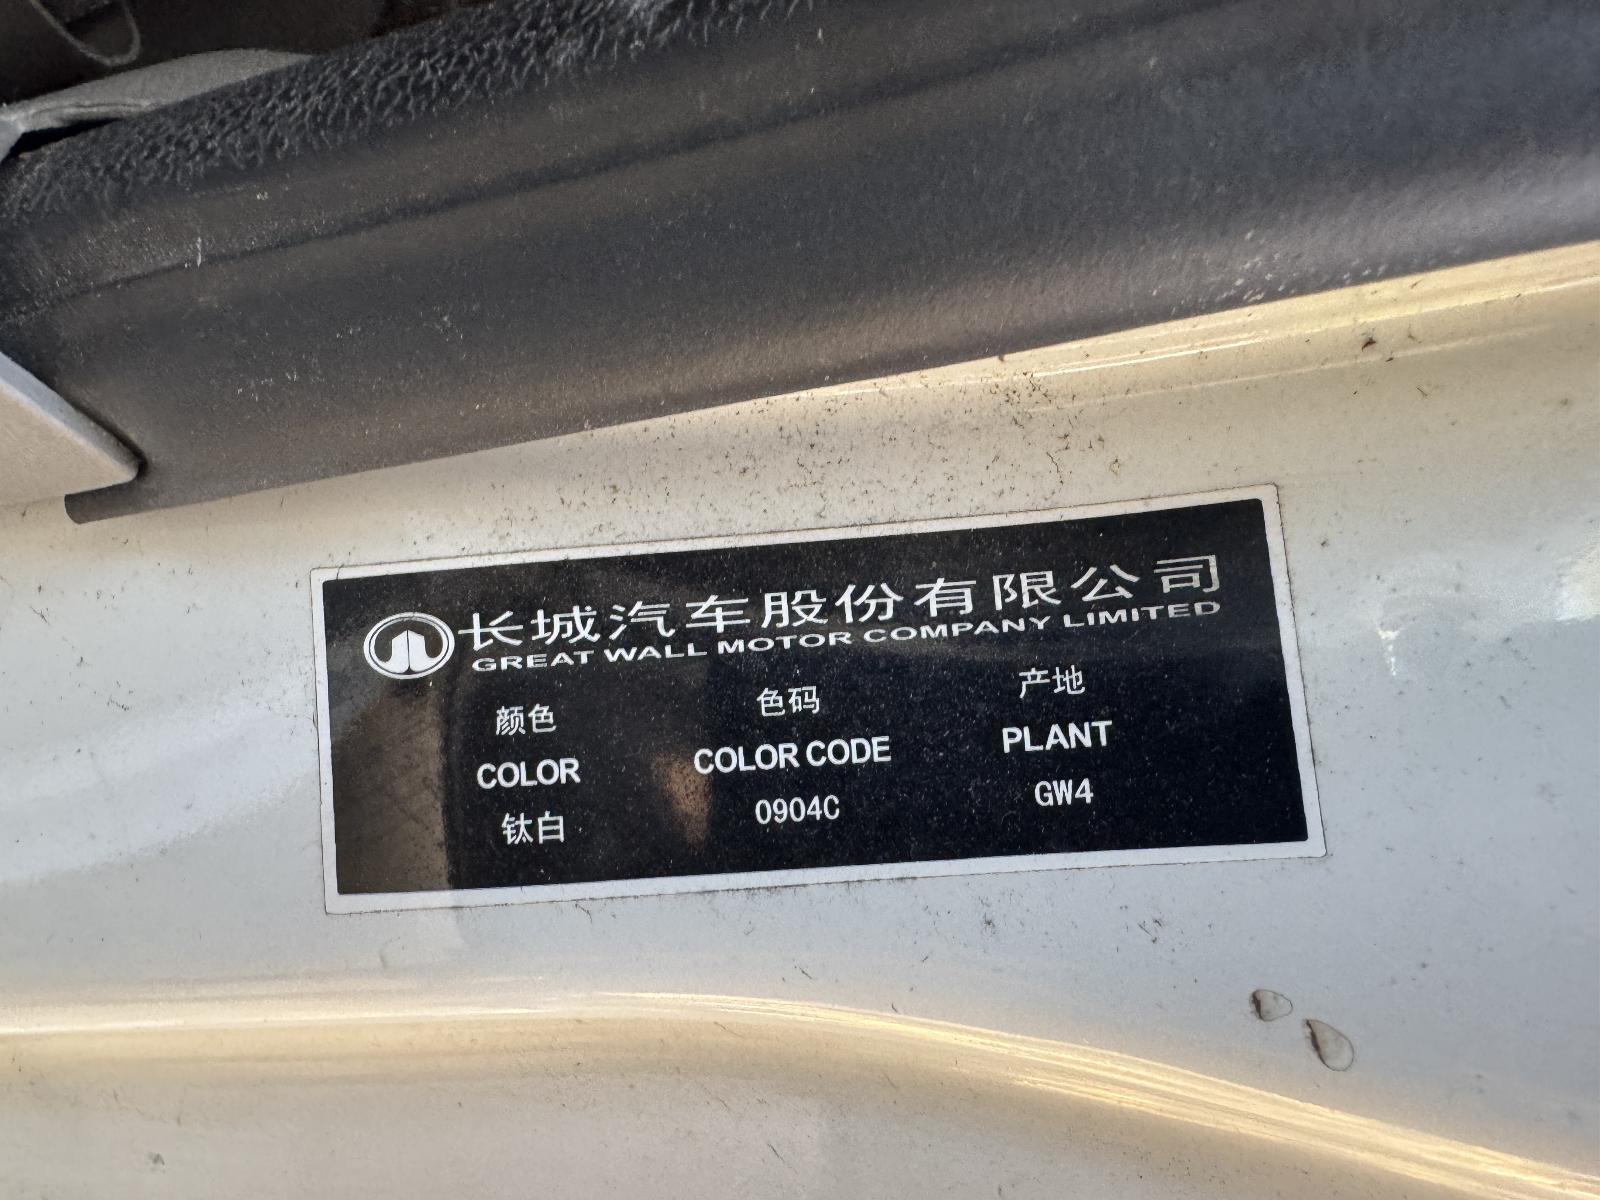 长城汽车股份有限公司
GREAT WALL MOTOR COMPANY LIMITED
颜色 色码 产地
COLOR COLOR CODE PLANT
钛白 0904C GW4